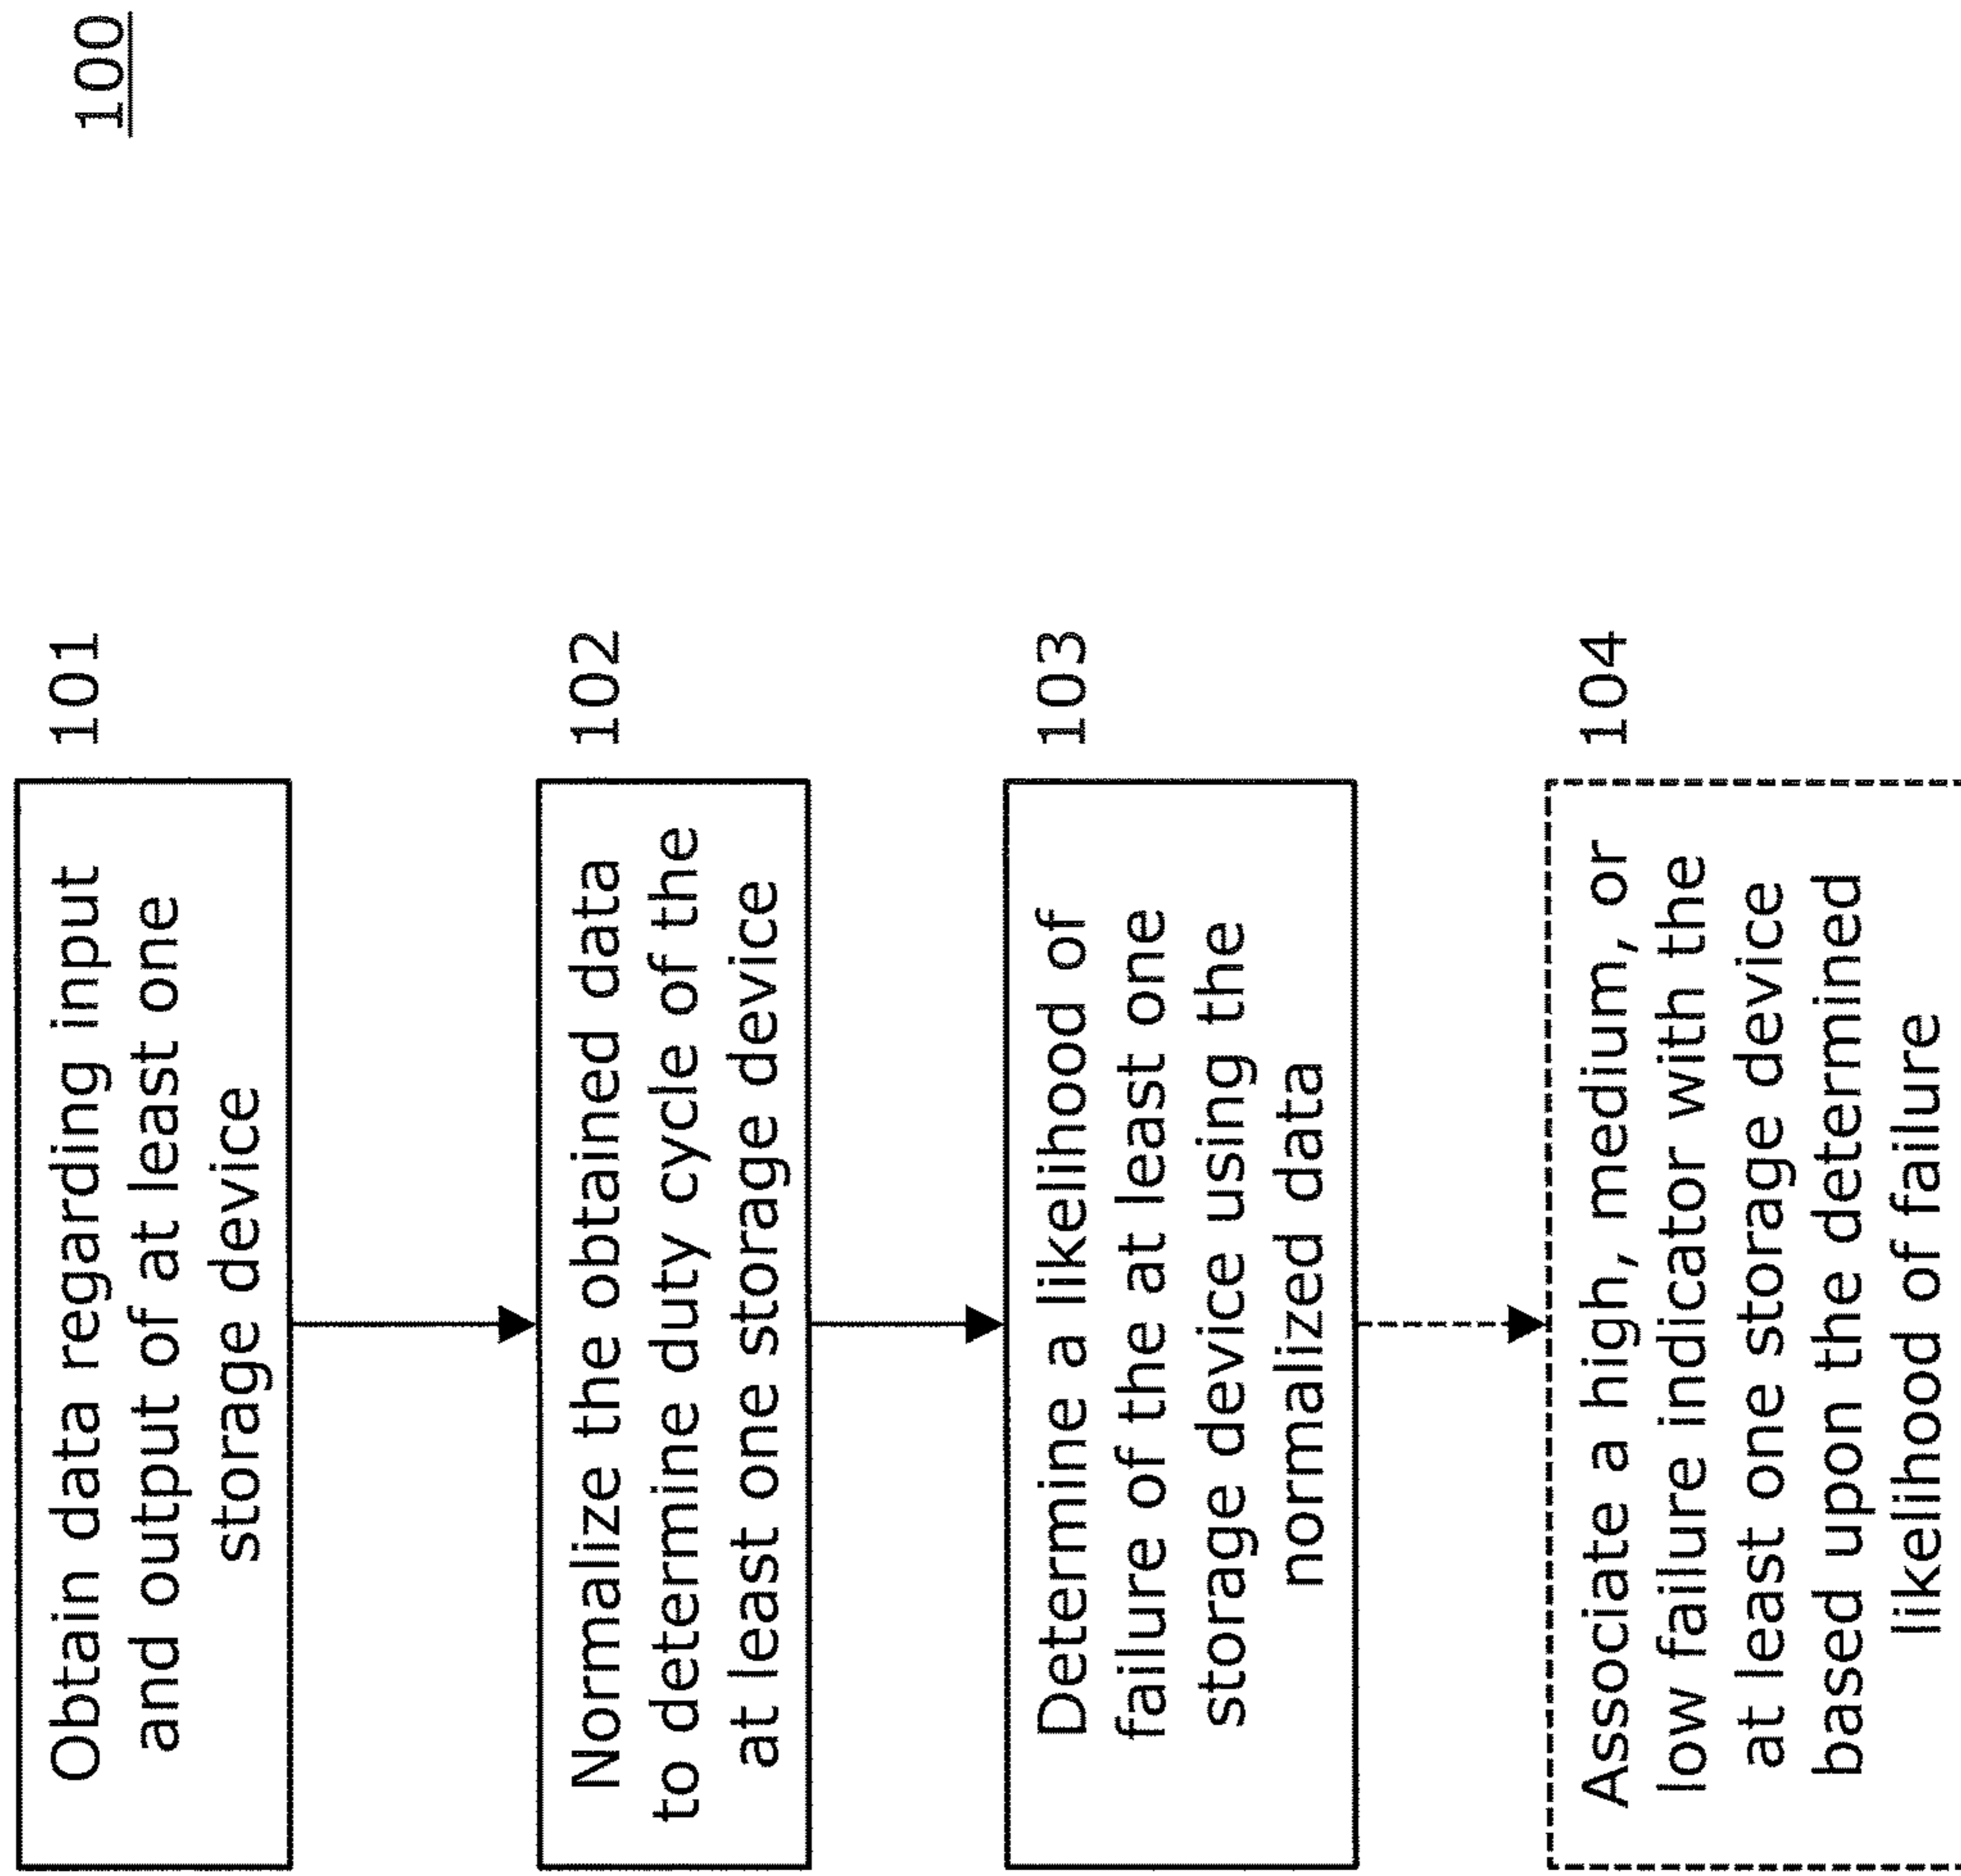 100
Obtain data regarding input
and output of at least one
storage device
101
Normalize the obtained data
to determine duty cycle of the
at least one storage device
102
Determine a likelihood of
failure of the at least one
storage device using the
normalized data
103
Associate a high, medium, or
low failure indicator with the
at least one storage device
based upon the determined
likelihood of failure
104